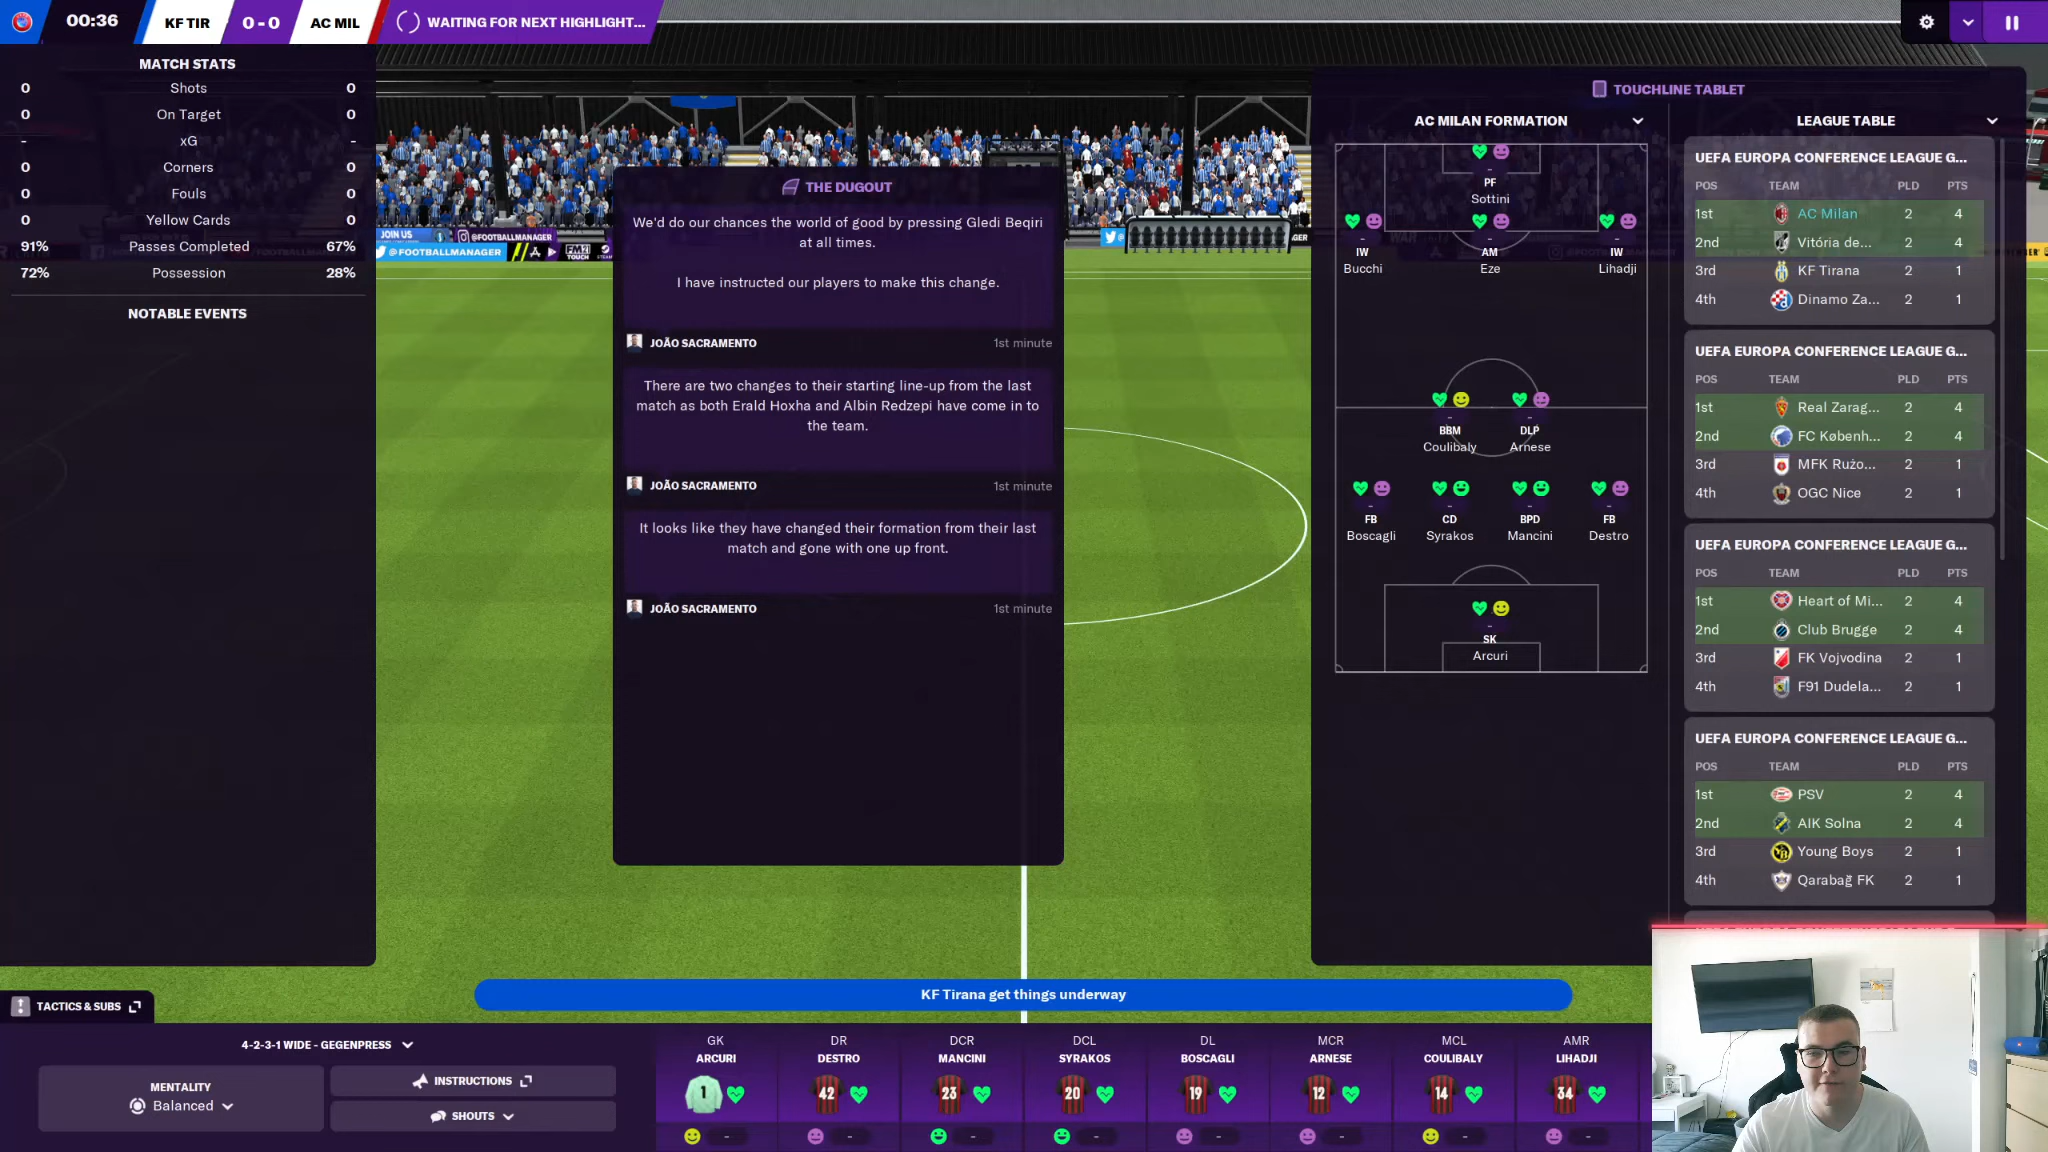 00:36 KF TIR 0 - 0 AC MIL WAITING FOR NEXT HIGHLIGHT...
MATCH STATS
0 Shots 0
0 On Target 0
- xG -
0 Corners 0
0 Fouls 0
0 Yellow Cards 0
91% Passes Completed 67%
72% Possession 28%
NOTABLE EVENTS
JOIN US
@FOOTBALLMANAGER
@FOOTBALLMANAGER
FM21 TOUCH
STEAM
THE DUGOUT
We'd do our chances the world of good by pressing Gledi Beqiri
at all times.
I have instructed our players to make this change.
JOÃO SACRAMENTO 1st minute
There are two changes to their starting line-up from the last
match as both Erald Hoxha and Albin Redzepi have come in to
the team.
JOÃO SACRAMENTO 1st minute
It looks like they have changed their formation from their last
match and gone with one up front.
JOÃO SACRAMENTO 1st minute
TOUCHLINE TABLET
AC MILAN FORMATION
-
PF
Sottini
- - -
IW AM IW
Bucchi Eze Lihadji
- -
BBM DLP
Coulibaly Arnese
- - - -
FB CD BPD FB
Boscagli Syrakos Mancini Destro
-
SK
Arcuri
LEAGUE TABLE
UEFA EUROPA CONFERENCE LEAGUE G...
POS TEAM PLD PTS
1st AC Milan 2 4
2nd Vitória de... 2 4
3rd KF Tirana 2 1
4th Dinamo Za... 2 1
UEFA EUROPA CONFERENCE LEAGUE G...
POS TEAM PLD PTS
1st Real Zarag... 2 4
2nd FC Københ... 2 4
3rd MFK Ružo... 2 1
4th OGC Nice 2 1
UEFA EUROPA CONFERENCE LEAGUE G...
POS TEAM PLD PTS
1st Heart of Mi... 2 4
2nd Club Brugge 2 4
3rd FK Vojvodina 2 1
4th F91 Dudela... 2 1
UEFA EUROPA CONFERENCE LEAGUE G...
POS TEAM PLD PTS
1st PSV 2 4
2nd AIK Solna 2 4
3rd Young Boys 2 1
4th Qarabağ FK 2 1
KF Tirana get things underway
TACTICS & SUBS
4-2-3-1 WIDE - GEGENPRESS
MENTALITY
Balanced
INSTRUCTIONS
SHOUTS
GK DR DCR DCL DL MCR MCL AMR
ARCURI DESTRO MANCINI SYRAKOS BOSCAGLI ARNESE COULIBALY LIHADJI
1 42 23 20 19 12 14 34
- - - - - - - -